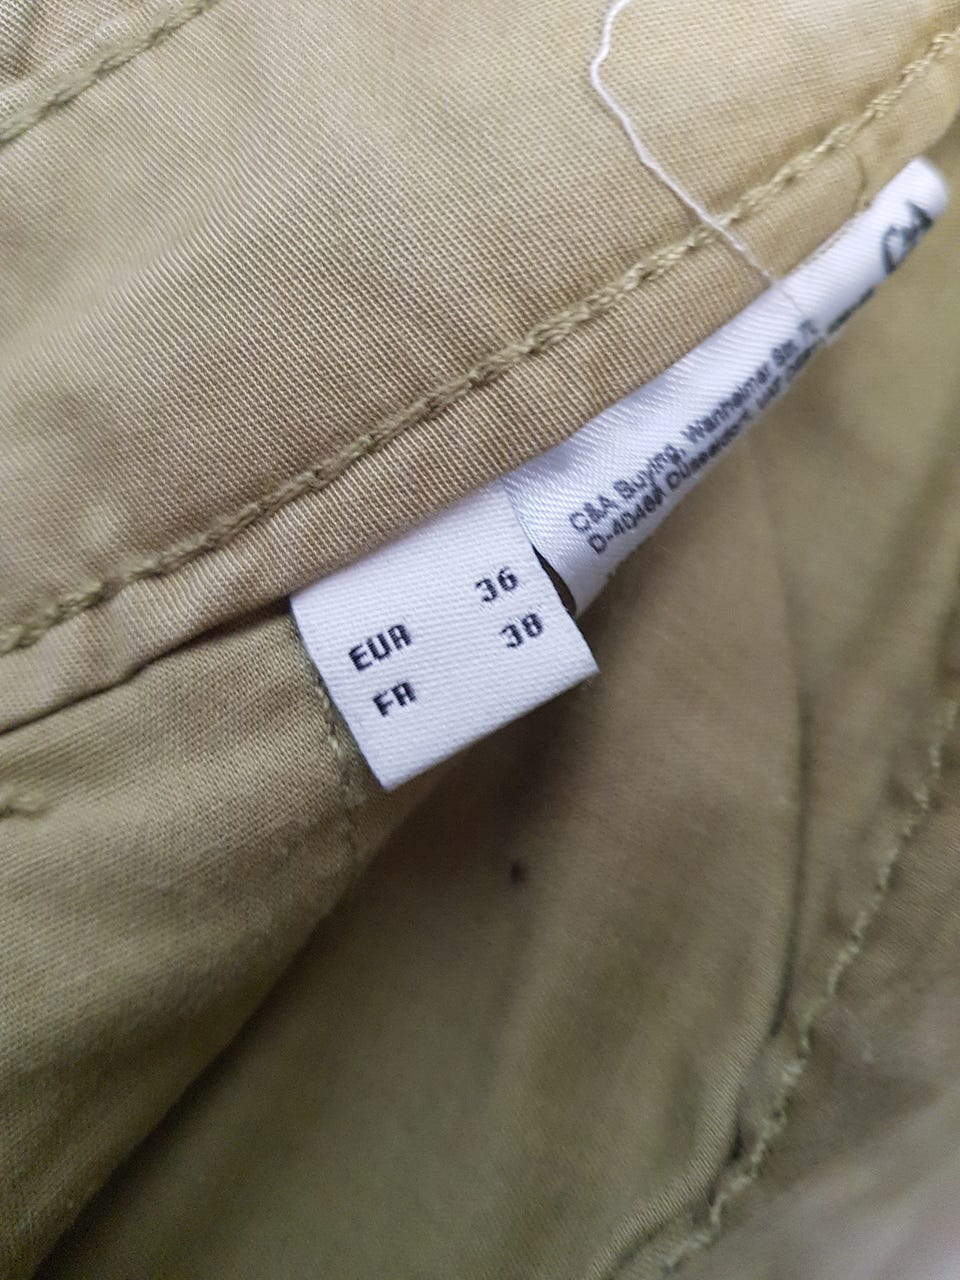 EUR 36
FR 38
C&A Buying, Wanheimer Str. 70
D-40468 Düsseldorf
C&A